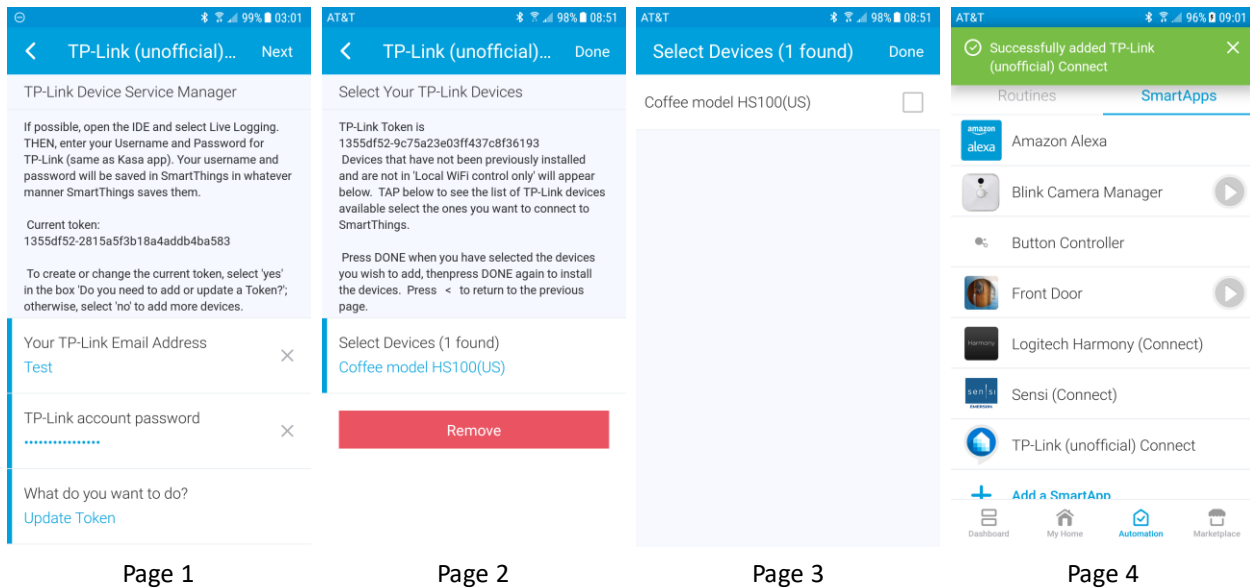 99% 03:01
TP-Link (unofficial)... Next
TP-Link Device Service Manager
If possible, open the IDE and select Live Logging.
THEN, enter your Username and Password for
TP-Link (same as Kasa app). Your username and
password will be saved in SmartThings in whatever
manner SmartThings saves them.
Current token:
1355df52-2815a5f3b18a4addb4ba583
To create or change the current token, select 'yes'
in the box 'Do you need to add or update a Token?';
otherwise, select 'no' to add more devices.
Your TP-Link Email Address
Test
TP-Link account password
••••••••••••••••
What do you want to do?
Update Token
Page 1
AT&T 98% 08:51
TP-Link (unofficial)... Done
Select Your TP-Link Devices
TP-Link Token is
1355df52-9c75a23e03ff437c8f36193
Devices that have not been previously installed
and are not in 'Local WiFi control only' will appear
below. TAP below to see the list of TP-Link devices
available select the ones you want to connect to
SmartThings.
Press DONE when you have selected the devices
you wish to add, thenpress DONE again to install
the devices. Press < to return to the previous
page.
Select Devices (1 found)
Coffee model HS100(US)
Remove
Page 2
AT&T 98% 08:51
Select Devices (1 found) Done
Coffee model HS100(US)
Page 3
AT&T 96% 09:01
Successfully added TP-Link
(unofficial) Connect
Routines SmartApps
amazon
alexa
Amazon Alexa
Blink Camera Manager
Button Controller
Front Door
Harmony
Logitech Harmony (Connect)
sensi
EMERSON
Sensi (Connect)
TP-Link (unofficial) Connect
Add a SmartApp
Dashboard My Home Automation Marketplace
Page 4